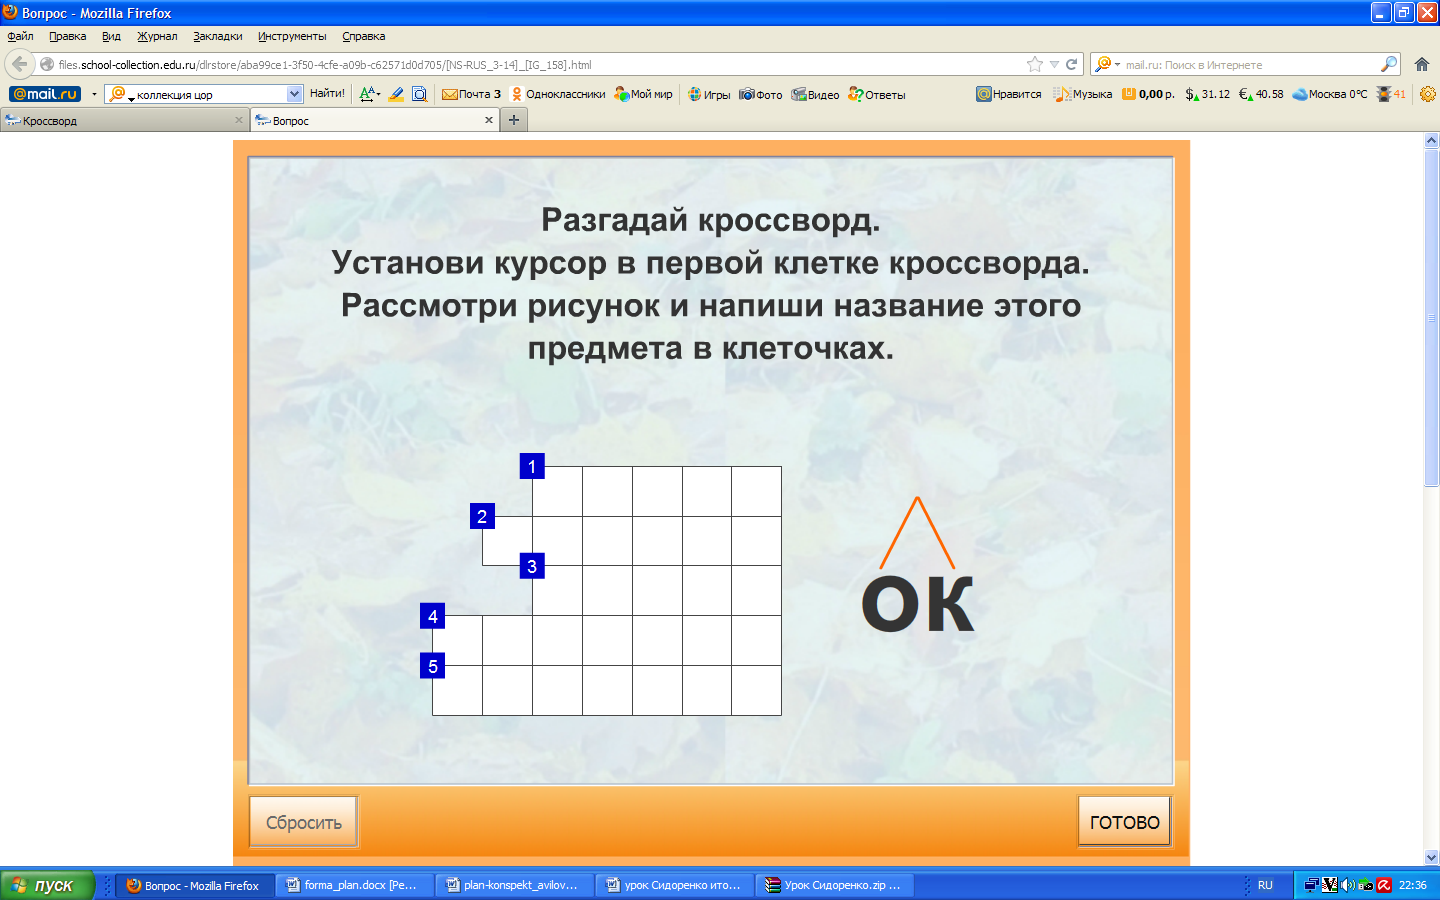 Вопрос - Mozilla Firefox
Файл Правка Вид Журнал Закладки Инструменты Справка
files.school-collection.edu.ru/dlrstore/aba99ce1-3f50-4cfe-a09b-c62571d0d705/[NS-RUS_3-14]_[IG_158].html
mail.ru: Поиск в Интернете
@mail.ru коллекция цор Найти! Почта 3 Одноклассники Мой мир Игры Фото Видео Ответы Нравится Музыка 0,00 р. $ 31.12 € 40.58 Москва 0°C 41
Кроссворд Вопрос
Разгадай кроссворд.
Установи курсор в первой клетке кроссворда.
Рассмотри рисунок и напиши название этого
предмета в клеточках.
1
2
3
4
5
ОК
Сбросить ГОТОВО
пуск Вопрос - Mozilla Firefox forma_plan.docx [Ре... plan-konspekt_avilov... урок Сидоренко ито... Урок Сидоренко.zip ... RU 22:36